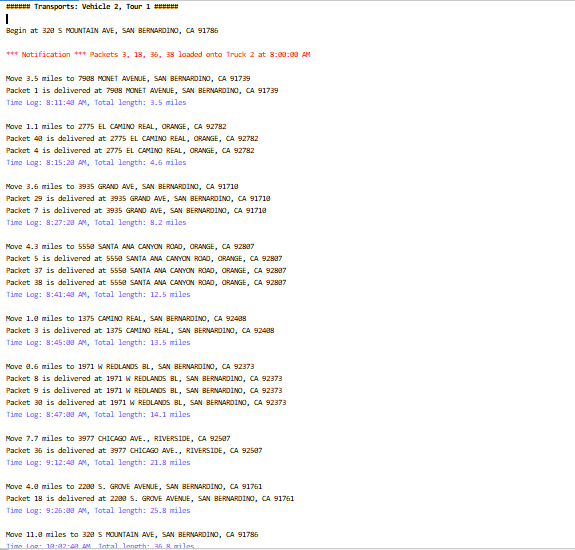 ###### Transports: Vehicle 2, Tour 1 ######
Begin at 320 S MOUNTAIN AVE, SAN BERNARDINO, CA 91786
*** Notification *** Packets 3, 18, 36, 38 loaded onto Truck 2 at 8:00:00 AM
Move 3.5 miles to 7908 MONET AVENUE, SAN BERNARDINO, CA 91739
Packet 1 is delivered at 7908 MONET AVENUE, SAN BERNARDINO, CA 91739
Time Log: 8:11:40 AM, Total length: 3.5 miles
Move 1.1 miles to 2775 EL CAMINO REAL, ORANGE, CA 92782
Packet 40 is delivered at 2775 EL CAMINO REAL, ORANGE, CA 92782
Packet 4 is delivered at 2775 EL CAMINO REAL, ORANGE, CA 92782
Time Log: 8:15:20 AM, Total length: 4.6 miles
Move 3.6 miles to 3935 GRAND AVE, SAN BERNARDINO, CA 91710
Packet 29 is delivered at 3935 GRAND AVE, SAN BERNARDINO, CA 91710
Packet 7 is delivered at 3935 GRAND AVE, SAN BERNARDINO, CA 91710
Time Log: 8:27:20 AM, Total length: 8.2 miles
Move 4.3 miles to 5550 SANTA ANA CANYON ROAD, ORANGE, CA 92807
Packet 5 is delivered at 5550 SANTA ANA CANYON ROAD, ORANGE, CA 92807
Packet 37 is delivered at 5550 SANTA ANA CANYON ROAD, ORANGE, CA 92807
Packet 38 is delivered at 5550 SANTA ANA CANYON ROAD, ORANGE, CA 92807
Time Log: 8:41:40 AM, Total length: 12.5 miles
Move 1.0 miles to 1375 CAMINO REAL, SAN BERNARDINO, CA 92408
Packet 3 is delivered at 1375 CAMINO REAL, SAN BERNARDINO, CA 92408
Time Log: 8:45:00 AM, Total length: 13.5 miles
Move 0.6 miles to 1971 W REDLANDS BL, SAN BERNARDINO, CA 92373
Packet 8 is delivered at 1971 W REDLANDS BL, SAN BERNARDINO, CA 92373
Packet 9 is delivered at 1971 W REDLANDS BL, SAN BERNARDINO, CA 92373
Packet 30 is delivered at 1971 W REDLANDS BL, SAN BERNARDINO, CA 92373
Time Log: 8:47:00 AM, Total length: 14.1 miles
Move 7.7 miles to 3977 CHICAGO AVE., RIVERSIDE, CA 92507
Packet 36 is delivered at 3977 CHICAGO AVE., RIVERSIDE, CA 92507
Time Log: 9:12:40 AM, Total length: 21.8 miles
Move 4.0 miles to 2200 S. GROVE AVENUE, SAN BERNARDINO, CA 91761
Packet 18 is delivered at 2200 S. GROVE AVENUE, SAN BERNARDINO, CA 91761
Time Log: 9:26:00 AM, Total length: 25.8 miles
Move 11.0 miles to 320 S MOUNTAIN AVE, SAN BERNARDINO, CA 91786
Time Log: 10:02:40 AM, Total length: 36.8 miles